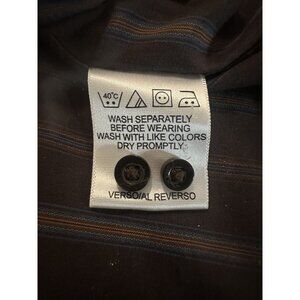 40°C
WASH SEPARATELY
BEFORE WEARING
WASH WITH LIKE COLORS
DRY PROMPTLY
VERSO/AL REVERSO